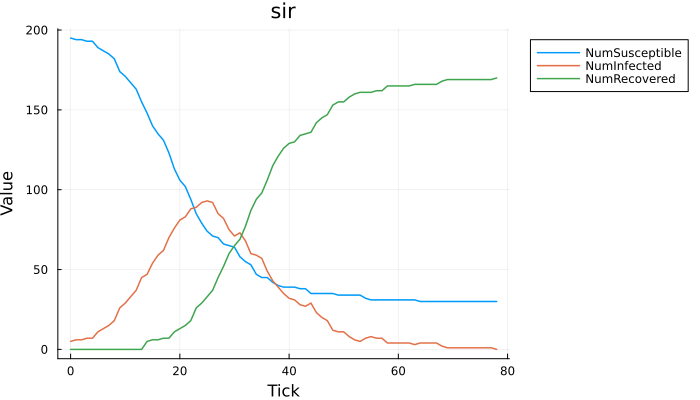 sir
NumSusceptible
NumInfected
NumRecovered
Value
200
150
100
50
0
0 20 40 60 80
Tick